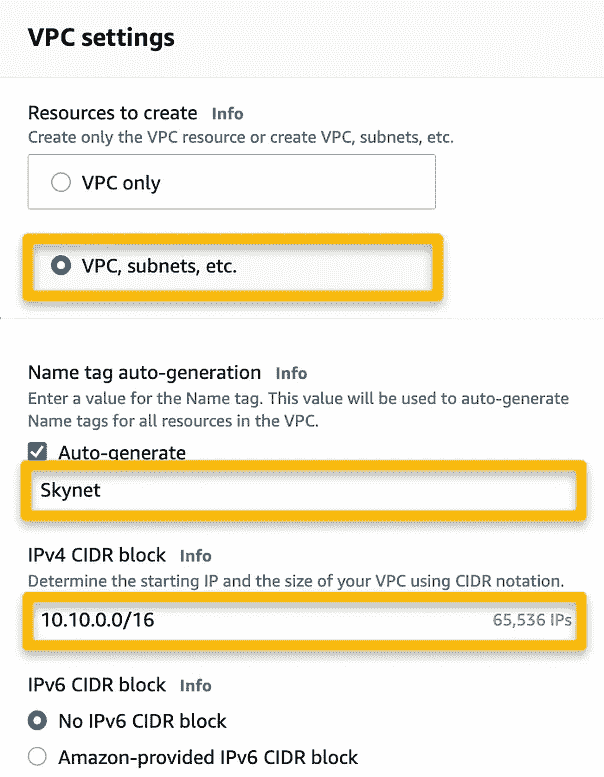 VPC settings
Resources to create Info
Create only the VPC resource or create VPC, subnets, etc.
VPC only
VPC, subnets, etc.
Name tag auto-generation Info
Enter a value for the Name tag. This value will be used to auto-generate
Name tags for all resources in the VPC.
Auto-generate
Skynet
IPv4 CIDR block Info
Determine the starting IP and the size of your VPC using CIDR notation.
10.10.0.0/16 65,536 IPs
IPv6 CIDR block Info
No IPv6 CIDR block
Amazon-provided IPv6 CIDR block